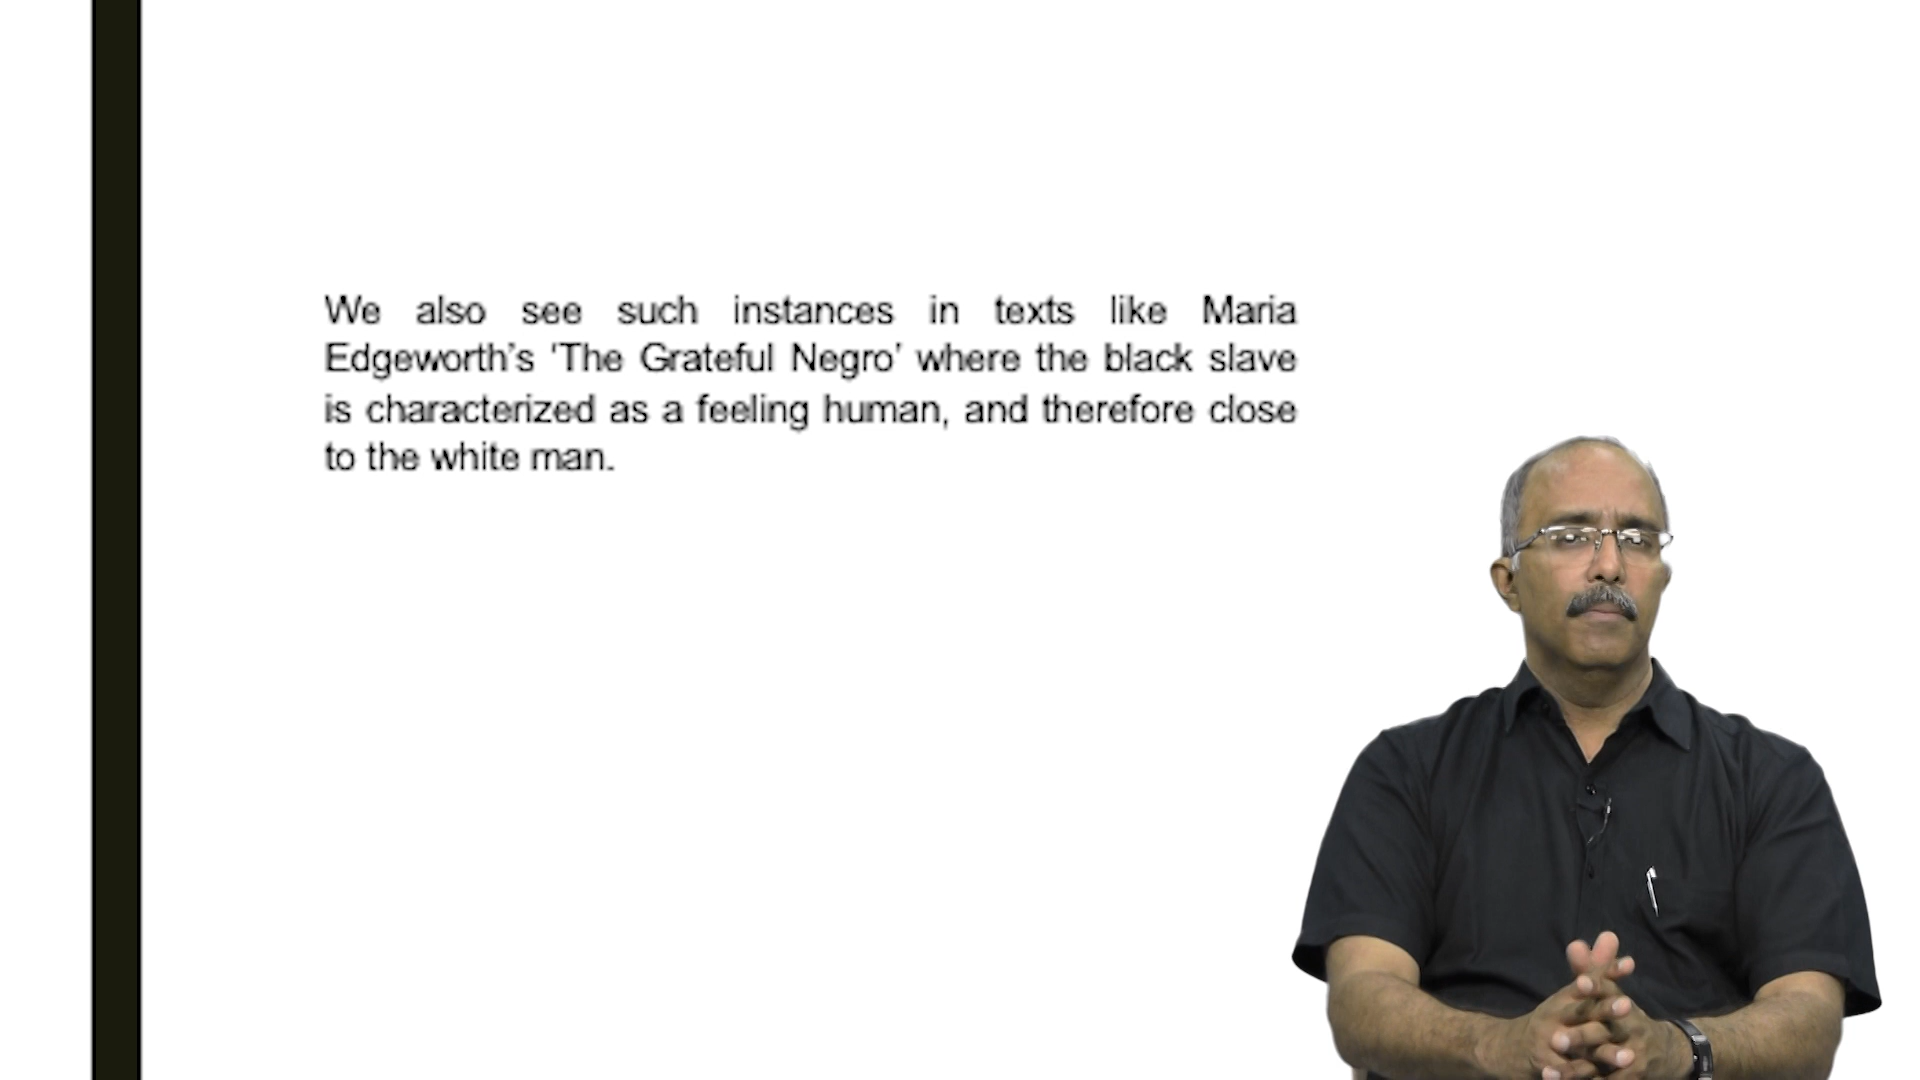 We also see such instances in texts like Maria
Edgeworth’s ‘The Grateful Negro’ where the black slave
is characterized as a feeling human, and therefore close
to the white man.